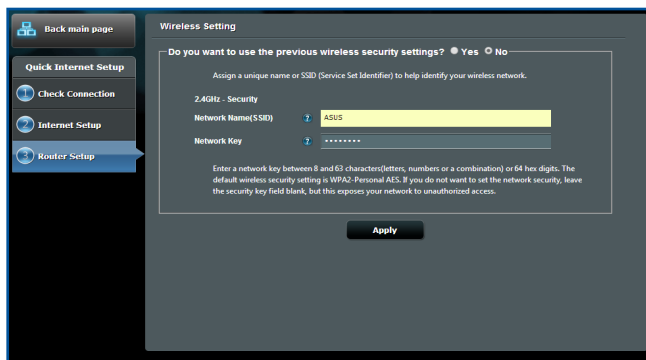 Back main page
Quick Internet Setup
1 Check Connection
2 Internet Setup
3 Router Setup
Wireless Setting
Do you want to use the previous wireless security settings? Yes No
Assign a unique name or SSID (Service Set Identifier) to help identify your wireless network.
2.4GHz - Security
Network Name(SSID) ? ASUS
Network Key ? ••••••••
Enter a network key between 8 and 63 characters(letters, numbers or a combination) or 64 hex digits. The
default wireless security setting is WPA2-Personal AES. If you do not want to set the network security, leave
the security key field blank, but this exposes your network to unauthorized access.
Apply